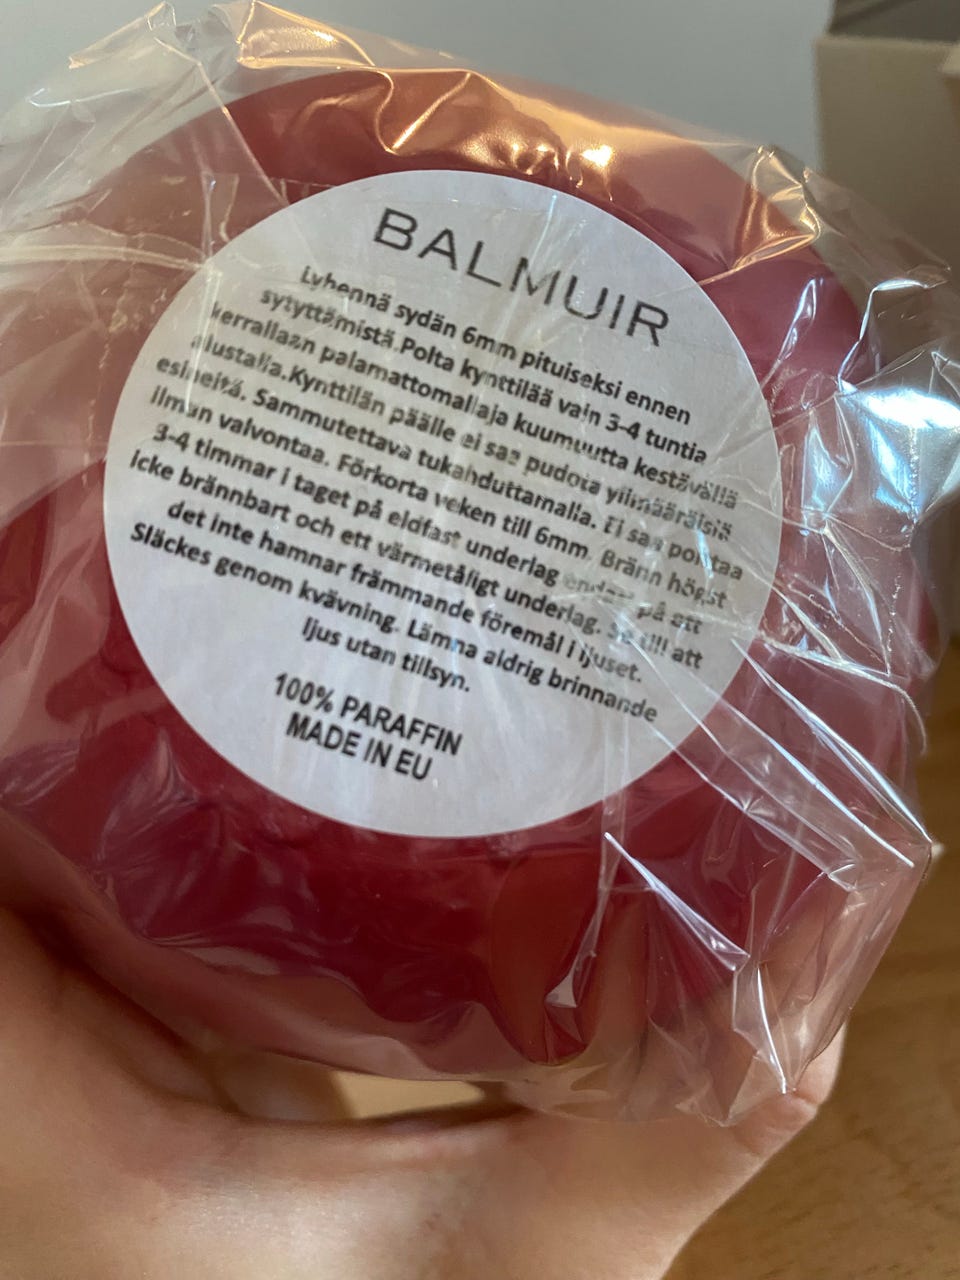 BALMUIR
Lyhennä sydän 6mm pituiseksi ennen
sytyttämistä.Polta kynttilää vain 3-4 tuntia
kerrallaan palamattomallaja kuumuutta kestävällä
alustalla.Kynttilän päälle ei saa pudota ylimääräisiä
esineitä. Sammutettava tukahduttamalla. Ei saa polttaa
ilman valvontaa. Förkorta veken till 6mm. Bränn högst
3-4 timmar i taget på eldfast underlag endast på att
icke brännbart och ett värmetåligt underlag. Se till att
det inte hamnar främmande föremål i ljuset.
Släckes genom kvävning. Lämna aldrig brinnande
ljus utan tillsyn.
100% PARAFFIN
MADE IN EU